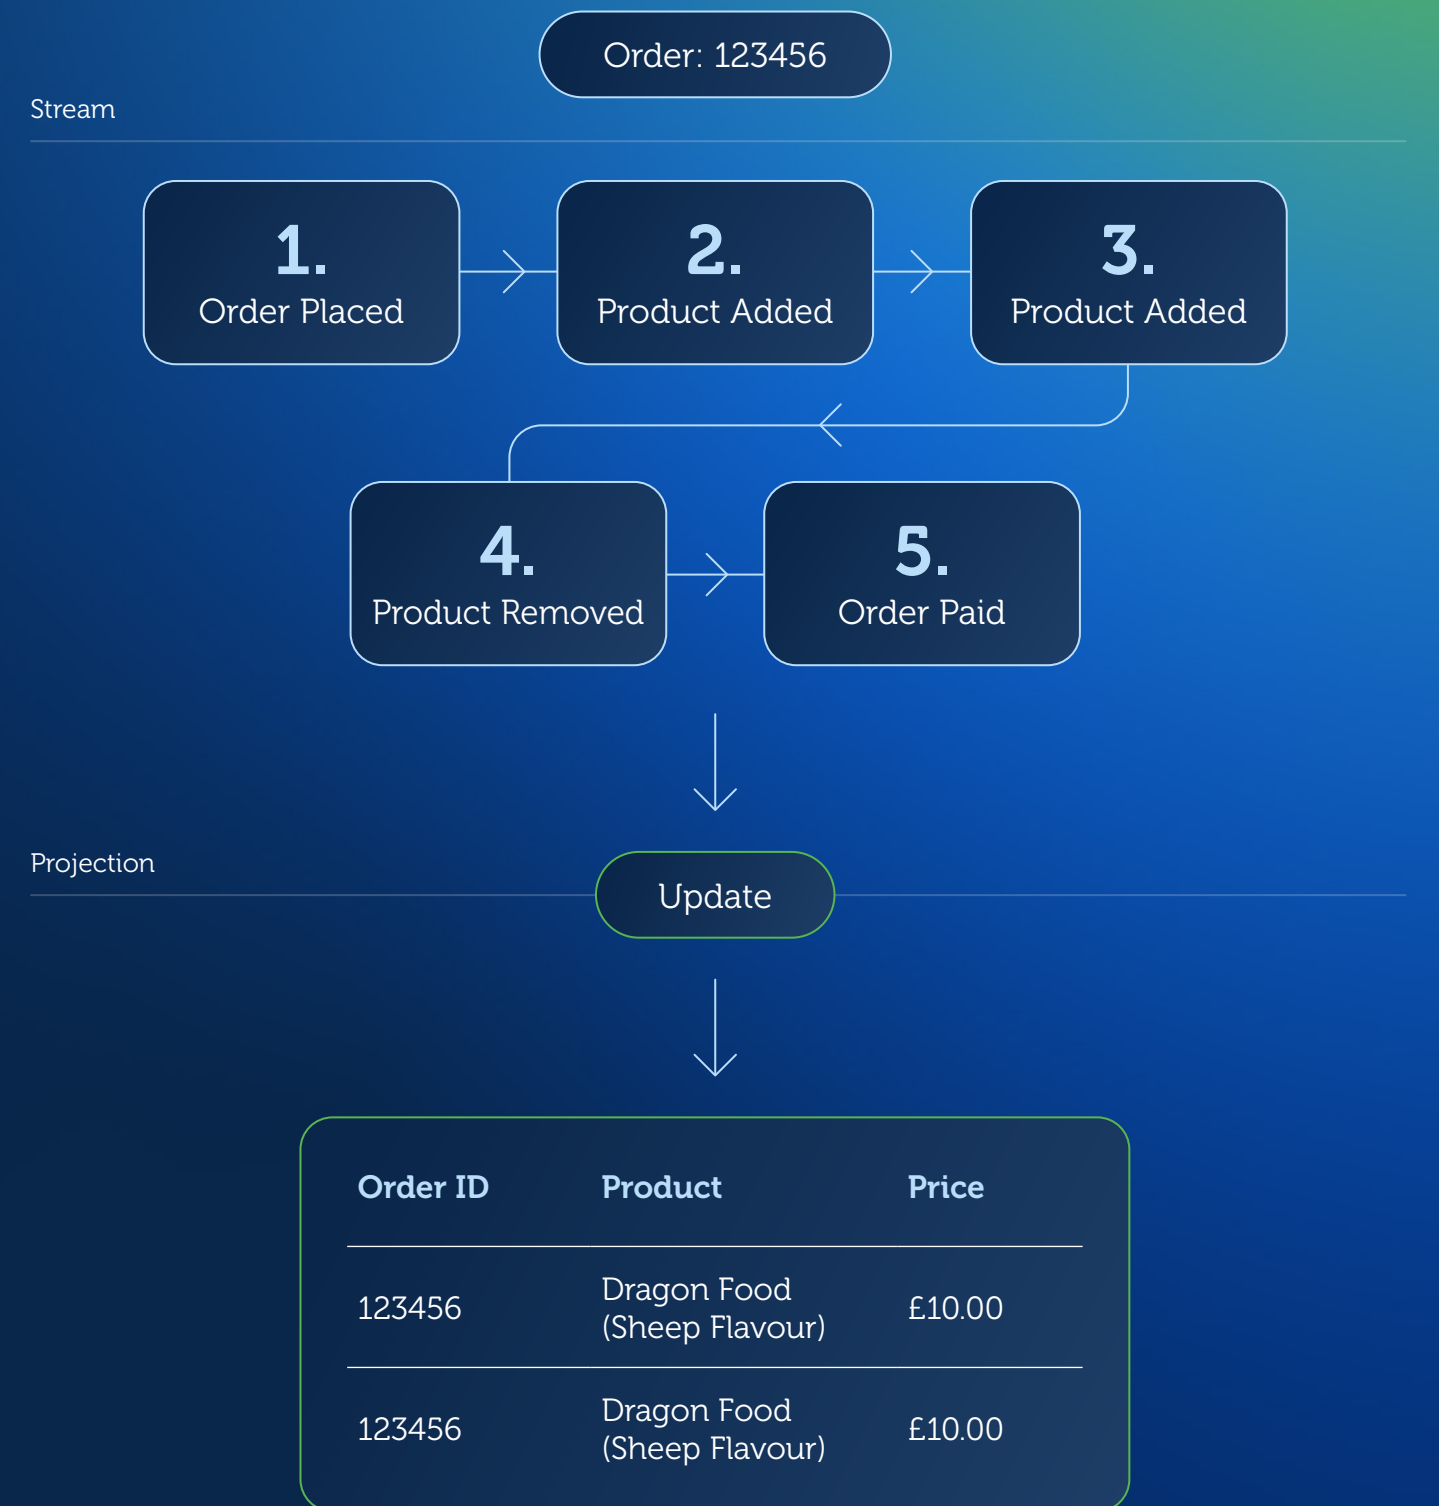 Order: 123456
Stream
1.
Order Placed
2.
Product Added
3.
Product Added
4.
Product Removed
5.
Order Paid
Projection
Update
Order ID Product Price
123456 Dragon Food (Sheep Flavour) £10.00
123456 Dragon Food (Sheep Flavour) £10.00